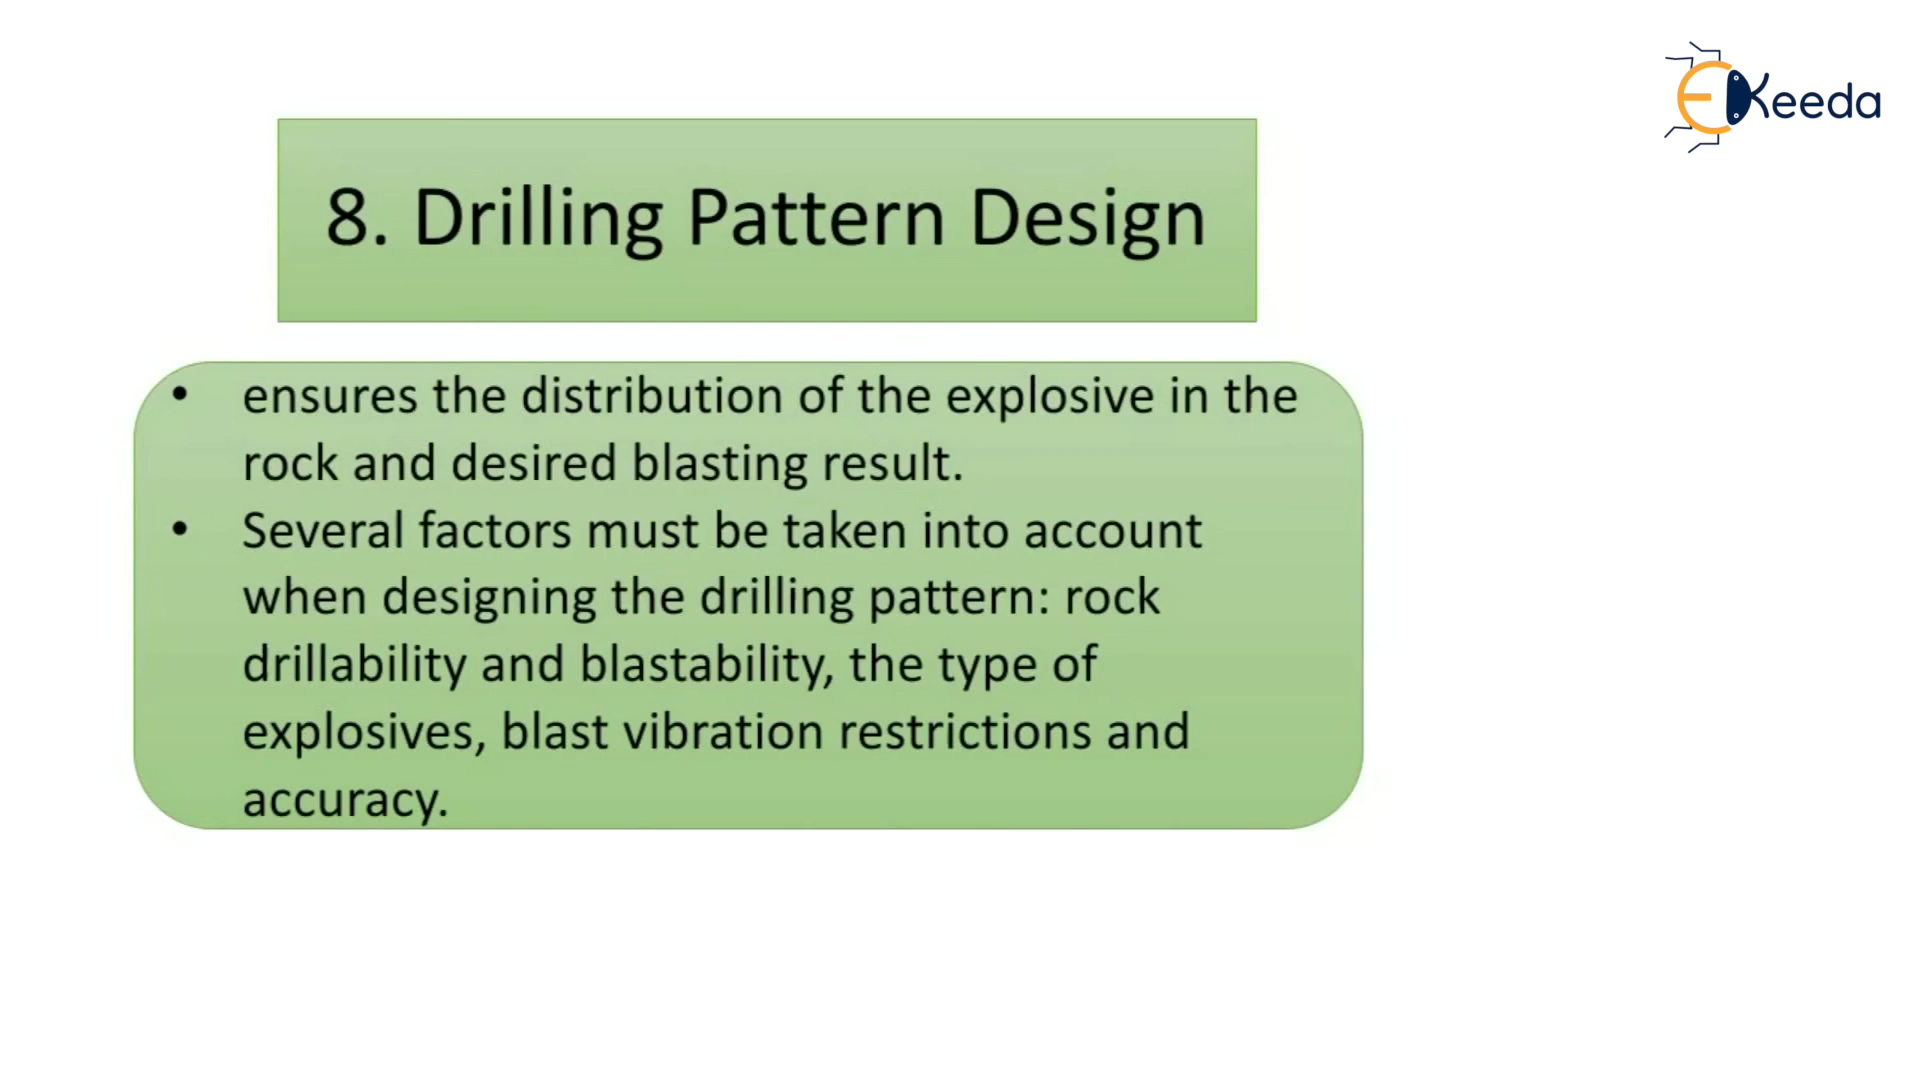 EKeeda
8. Drilling Pattern Design
• ensures the distribution of the explosive in the
rock and desired blasting result.
• Several factors must be taken into account
when designing the drilling pattern: rock
drillability and blastability, the type of
explosives, blast vibration restrictions and
accuracy.